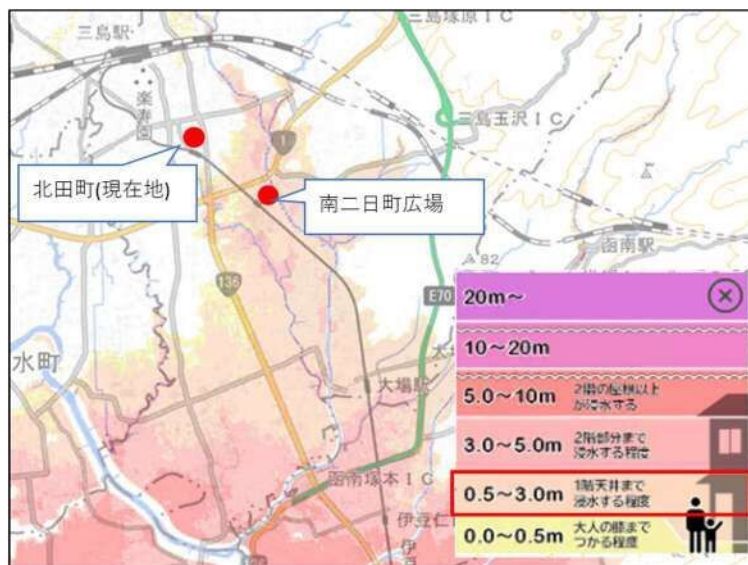 三島塚原IC
三島駅
楽寿園
1
三島玉沢IC
北田町(現在地)
南二日町広場
函南駅
82
136
E70
水町
大場駅
函南塚本IC
伊豆仁田
20m～
10～20m
5.0～10m 2階の屋根以上
が浸水する
3.0～5.0m 2階部分まで
浸水する程度
0.5～3.0m 1階天井まで
浸水する程度
0.0～0.5m 大人の膝まで
つかる程度